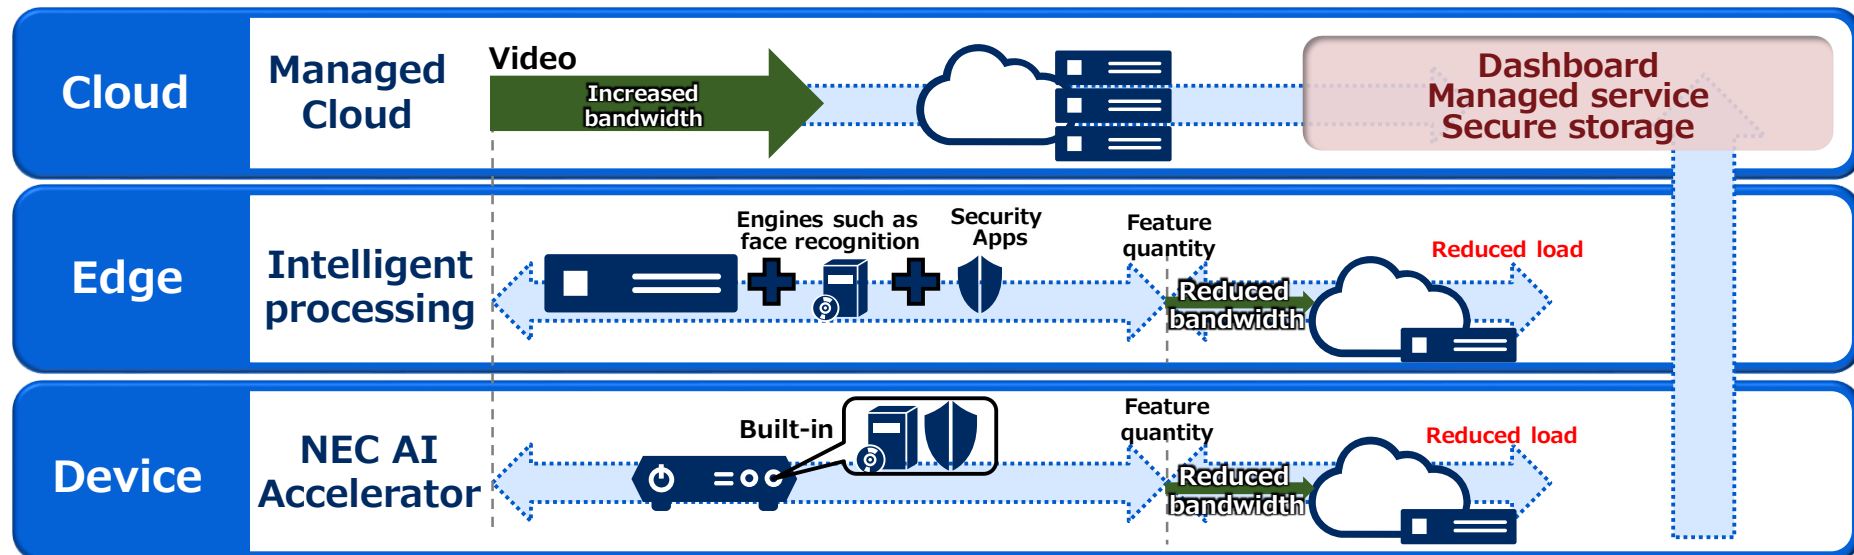 Cloud
Managed
Cloud
Video
Increased
bandwidth
Dashboard
Managed service
Secure storage
Edge
Intelligent
processing
Engines such as
face recognition
Security
Apps
Feature
quantity
Reduced
bandwidth
Reduced load
Device
NEC AI
Accelerator
Built-in
Feature
quantity
Reduced
bandwidth
Reduced load